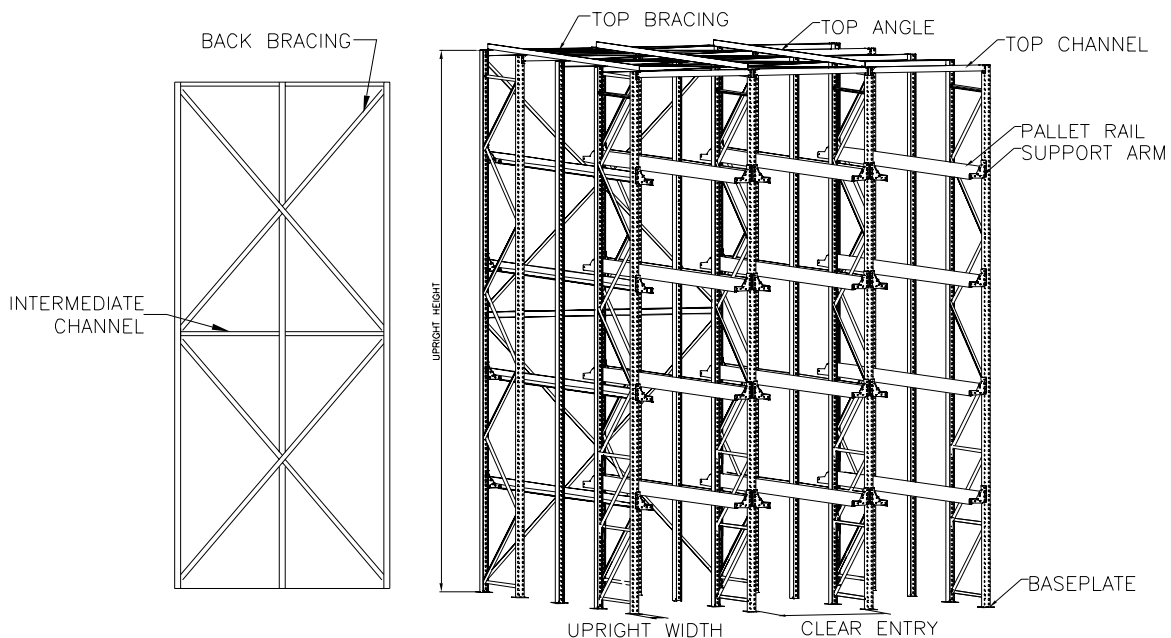 BACK BRACING
INTERMEDIATE
CHANNEL
TOP BRACING
TOP ANGLE
TOP CHANNEL
PALLET RAIL
SUPPORT ARM
UPRIGHT HEIGHT
BASEPLATE
UPRIGHT WIDTH
CLEAR ENTRY